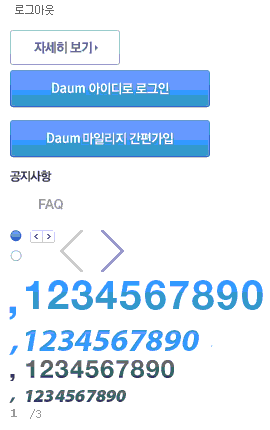 로그아웃
자세히 보기
Daum 아이디로 로그인
Daum 마일리지 간편가입
공지사항
FAQ
,1234567890
,1234567890
, 1234567890
, 1234567890
1 /3